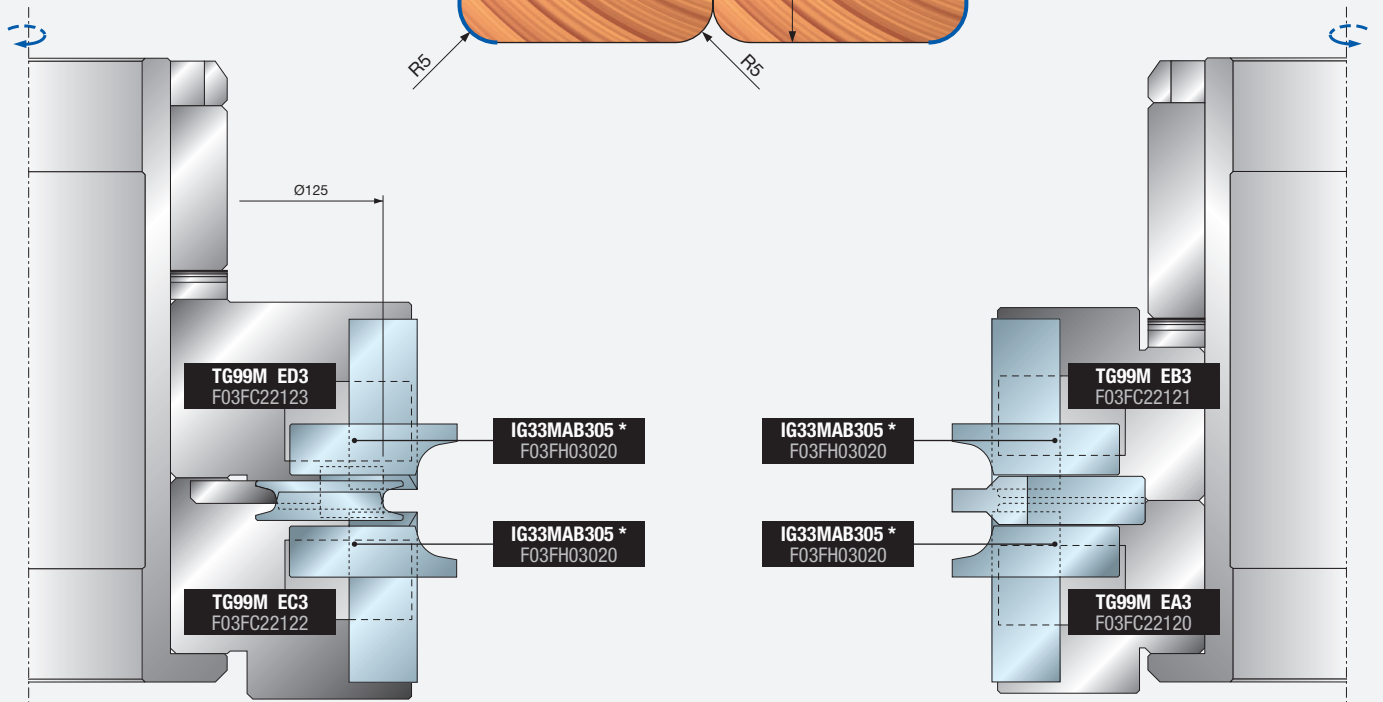 R5
R5
Ø125
TG99M ED3
F03FC22123
IG33MAB305 *
F03FH03020
IG33MAB305 *
F03FH03020
TG99M EB3
F03FC22121
IG33MAB305 *
F03FH03020
IG33MAB305 *
F03FH03020
TG99M EC3
F03FC22122
TG99M EA3
F03FC22120